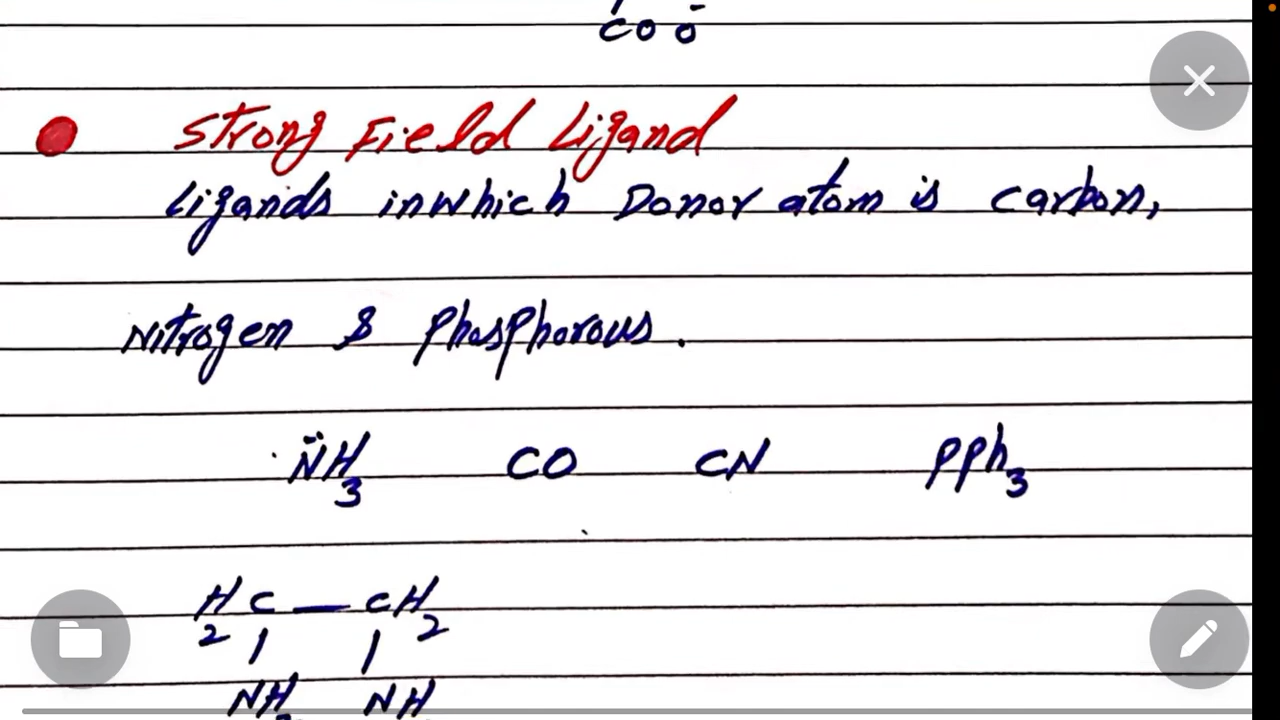 COO⁻
Strong Field Ligand
Ligands inwhich Donor atom is carbon,
Nitrogen & Phosphorous.
N̈H₃ CO CN PPh₃
H₂C — CH₂
| |
NH₂ NH